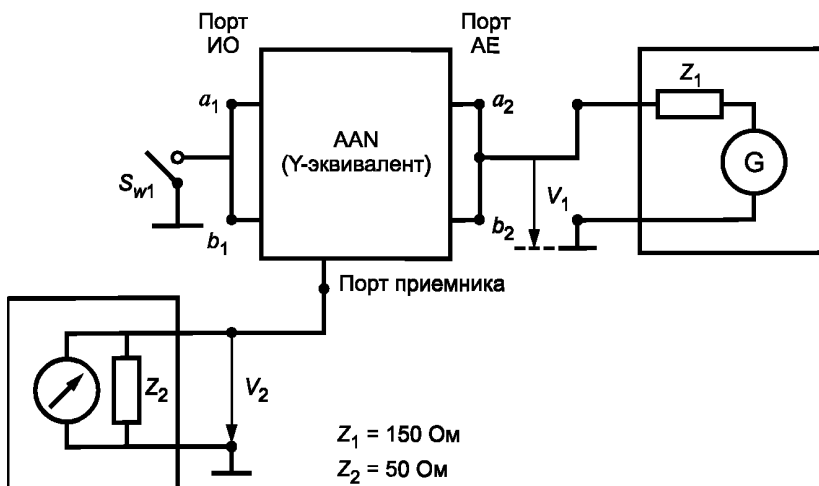 Порт
ИО
Порт
АЕ
a1
a2
Z1
AAN
(Y-эквивалент)
G
Sw1
V1
b1
b2
Порт приемника
Z2
V2
Z1 = 150 Ом
Z2 = 50 Ом